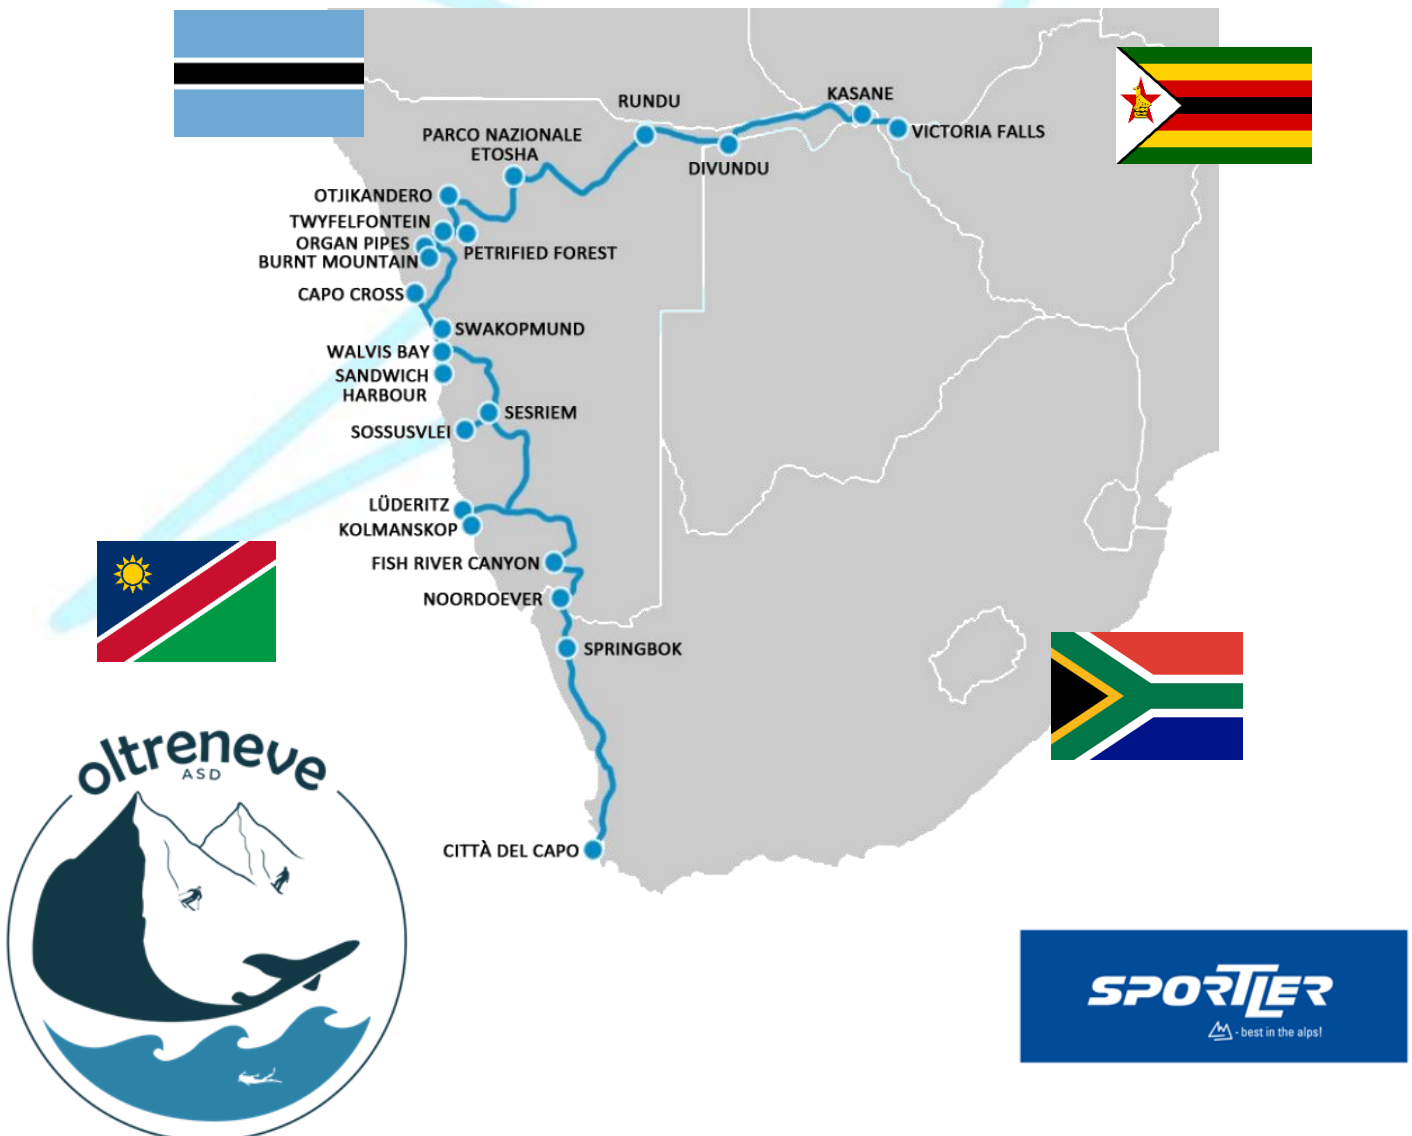 KASANE
RUNDU
VICTORIA FALLS
PARCO NAZIONALE
ETOSHA
DIVUNDU
OTJIKANDERO
TWYFELFONTEIN
ORGAN PIPES
PETRIFIED FOREST
BURNT MOUNTAIN
CAPO CROSS
SWAKOPMUND
WALVIS BAY
SANDWICH
HARBOUR
SESRIEM
SOSSUSVLEI
LÜDERITZ
KOLMANSKOP
FISH RIVER CANYON
NOORDOEVER
SPRINGBOK
CITTÀ DEL CAPO
oltreneve
ASD
SPORTLER
- best in the alps!